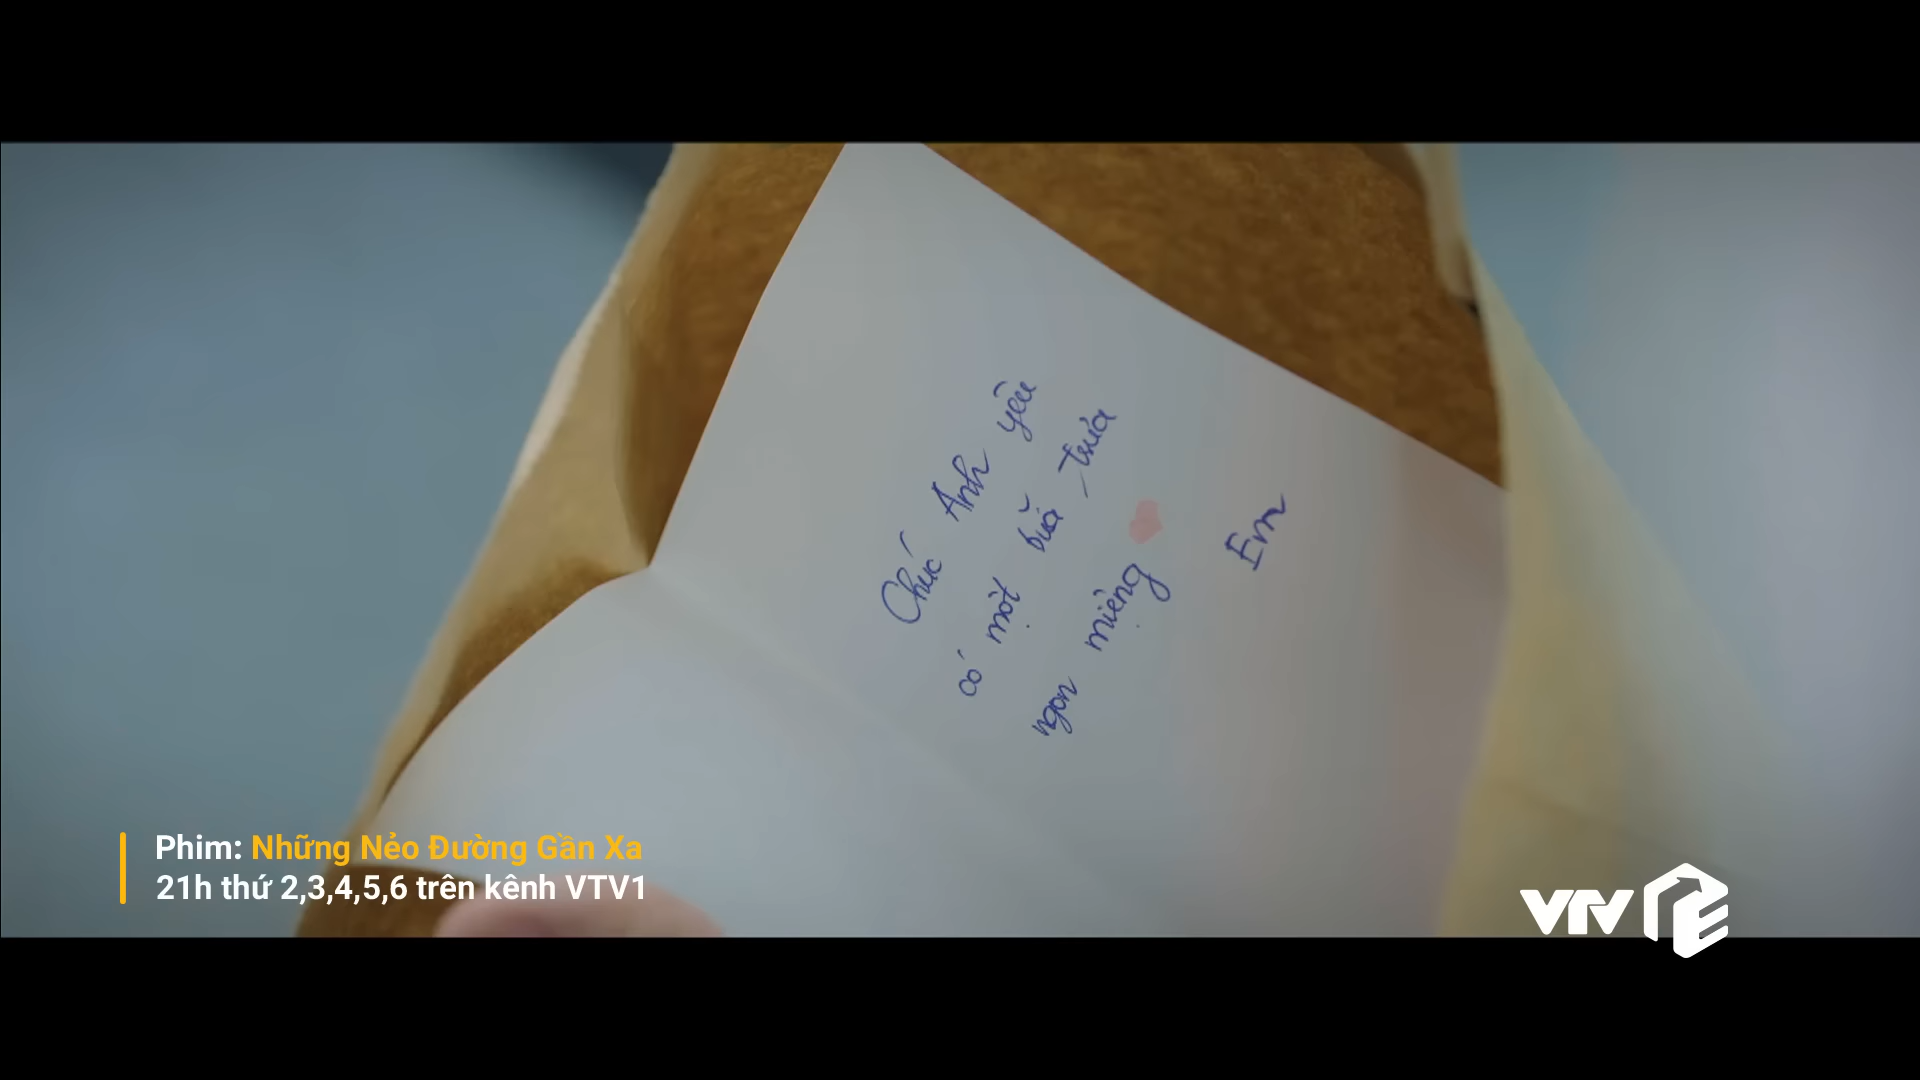 Chúc Anh yêu
có một buổi trưa
ngon miệng
Em
Phim: Những Nẻo Đường Gần Xa
21h thứ 2,3,4,5,6 trên kênh VTV1
VTV